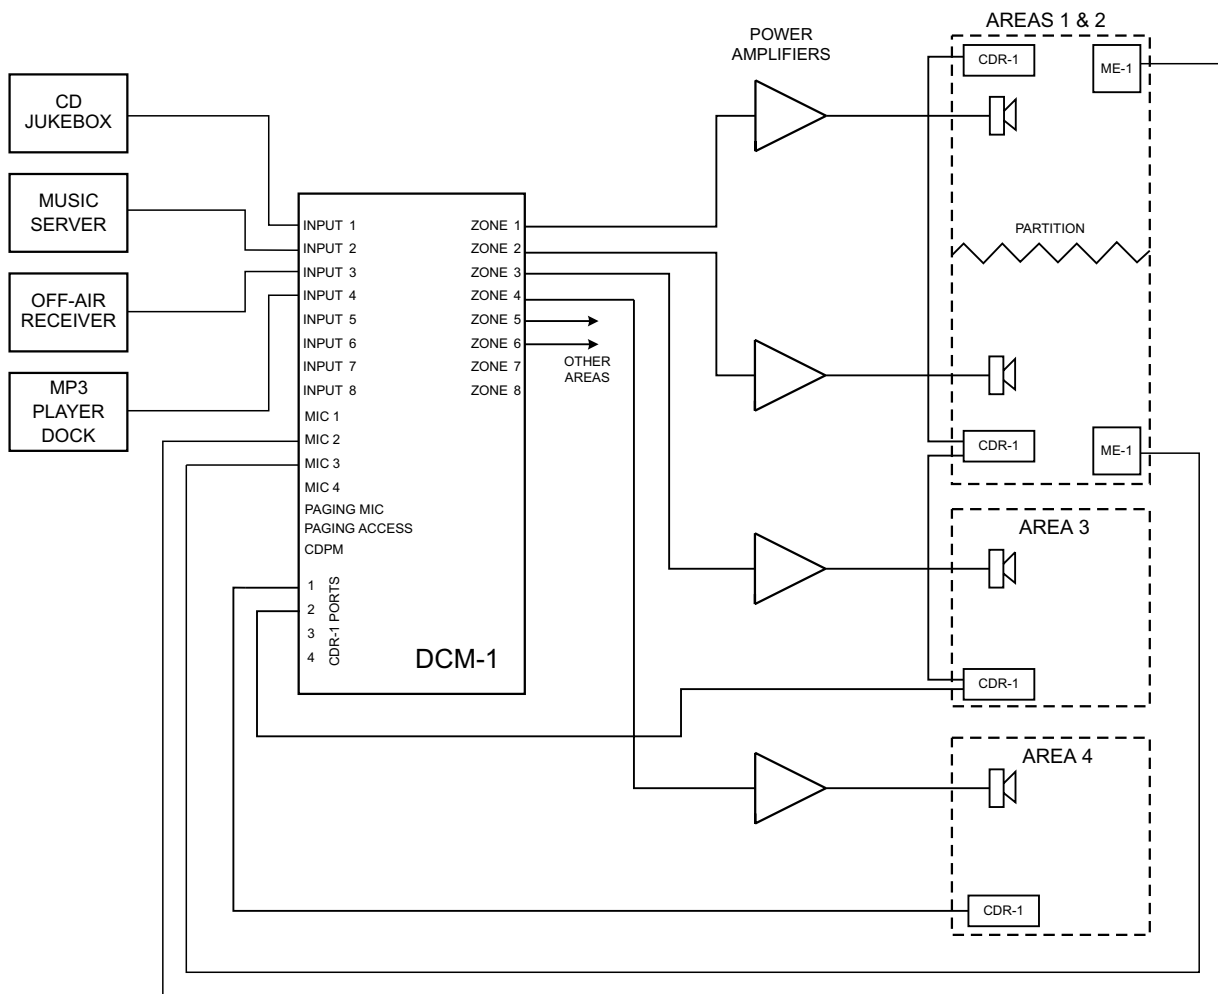 POWER
AMPLIFIERS
AREAS 1 & 2
CDR-1
ME-1
CD
JUKEBOX
MUSIC
SERVER
OFF-AIR
RECEIVER
MP3
PLAYER
DOCK
INPUT 1
INPUT 2
INPUT 3
INPUT 4
INPUT 5
INPUT 6
INPUT 7
INPUT 8
MIC 1
MIC 2
MIC 3
MIC 4
PAGING MIC
PAGING ACCESS
CDPM
1
2
3
4
CDR-1 PORTS
ZONE 1
ZONE 2
ZONE 3
ZONE 4
ZONE 5
ZONE 6
ZONE 7
ZONE 8
DCM-1
OTHER
AREAS
PARTITION
CDR-1
ME-1
AREA 3
CDR-1
AREA 4
CDR-1